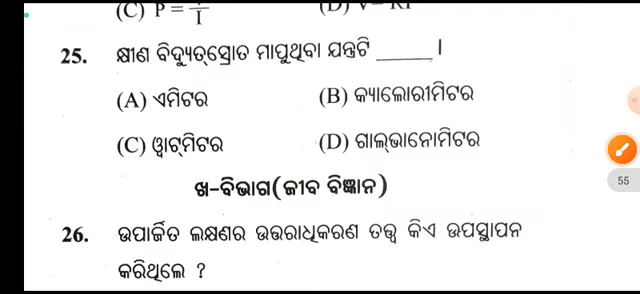 (C) P =
25. କ୍ଷୀଣ ବିଦ୍ୟୁତ୍‌ସ୍ରୋତ ମାପୁଥିବା ଯନ୍ତ୍ରଟି ______ ।
(A) ଏମିଟର (B) କ୍ୟାଲୋରୀମିଟର
(C) ୱାଟ୍‌ମିଟର (D) ଗାଲ୍‌ଭାନୋମିଟର
ଖ-ବିଭାଗ(ଜୀବ ବିଜ୍ଞାନ)
55
26. ଉପାର୍ଜିତ ଲକ୍ଷଣର ଉତ୍ତରାଧିକରଣ ତତ୍ତ୍ୱ କିଏ ଉପସ୍ଥାପନ
କରିଥିଲେ ?